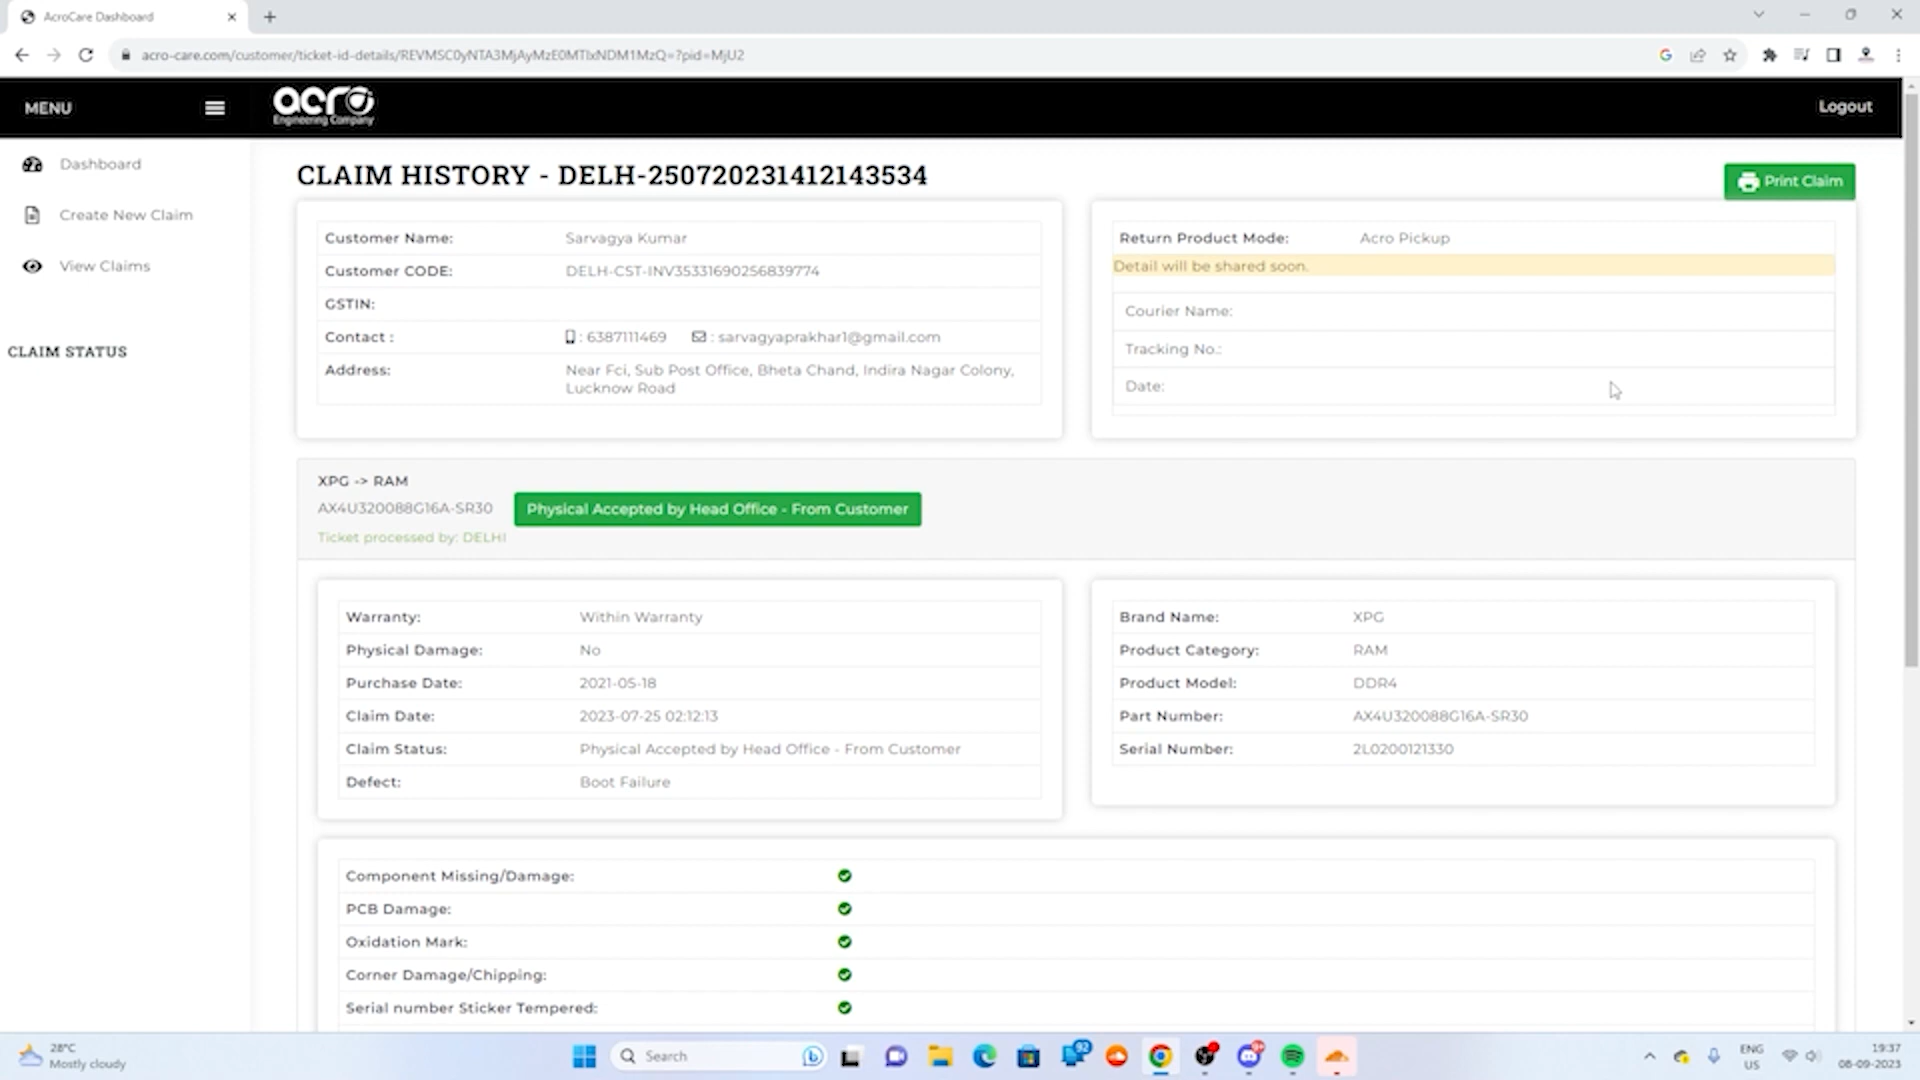 AcroCare Dashboard
acro-care.com/customer/ticket-id-details/REVMSC0yNTA3MjAyMzE0MTIxNDM1MzQ=?pid=MjU2
MENU
acro
Engineering Company
Logout
Dashboard
Create New Claim
View Claims
CLAIM STATUS
CLAIM HISTORY - DELH-250720231412143534
Print Claim
Customer Name: Sarvagya Kumar
Customer CODE: DELH-CST-INV35331690256839774
GSTIN:
Contact : : 6387111469 : sarvagyaprakhar1@gmail.com
Address: Near Fci, Sub Post Office, Bheta Chand, Indira Nagar Colony,
Lucknow Road
Return Product Mode: Acro Pickup
Detail will be shared soon.
Courier Name:
Tracking No.:
Date:
XPG -> RAM
AX4U320088G16A-SR30
Physical Accepted by Head Office - From Customer
Ticket processed by: DELHI
Warranty: Within Warranty
Physical Damage: No
Purchase Date: 2021-05-18
Claim Date: 2023-07-25 02:12:13
Claim Status: Physical Accepted by Head Office - From Customer
Defect: Boot Failure
Brand Name: XPG
Product Category: RAM
Product Model: DDR4
Part Number: AX4U320088G16A-SR30
Serial Number: 2L0200121330
Component Missing/Damage:
PCB Damage:
Oxidation Mark:
Corner Damage/Chipping:
Serial number Sticker Tempered:
28°C
Mostly cloudy
Search
92
9+
ENG
US
19:37
08-09-2023